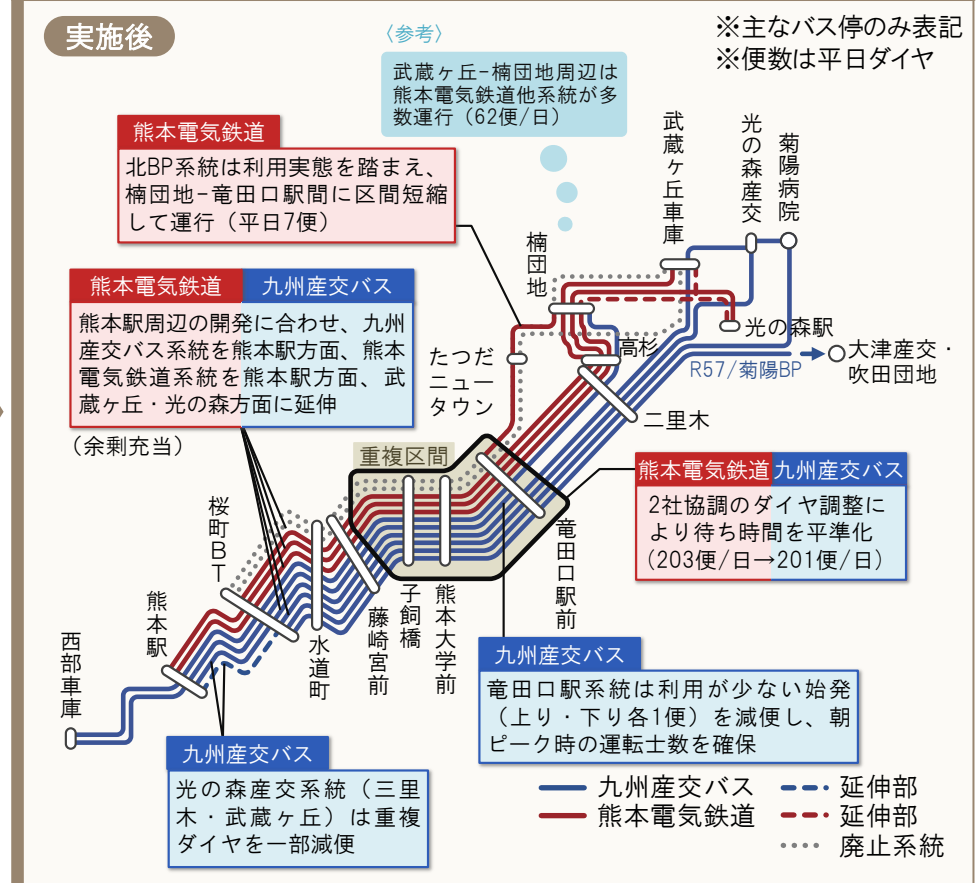 実施後
※主なバス停のみ表記
※便数は平日ダイヤ
〈参考〉
武蔵ヶ丘−楠団地周辺は
熊本電気鉄道他系統が多
数運行（62便/日）
熊本電気鉄道
北BP系統は利用実態を踏まえ、
楠団地−竜田口駅間に区間短縮
して運行（平日7便）
熊本電気鉄道 九州産交バス
熊本駅周辺の開発に合わせ、九州
産交バス系統を熊本駅方面、熊本
電気鉄道系統を熊本駅方面、武
蔵ヶ丘・光の森方面に延伸
（余剰充当）
武蔵ヶ丘車庫
光の森産交
菊陽病院
楠団地
光の森駅
高杉
たつだ
ニュー
タウン
R57/菊陽BP
大津産交・
吹田団地
二里木
重複区間
熊本電気鉄道 九州産交バス
2社協調のダイヤ調整に
より待ち時間を平準化
（203便/日→201便/日）
桜町BT
熊本駅
西部車庫
水道町
藤崎宮前
子飼橋
熊本大学前
竜田口駅前
九州産交バス
竜田口駅系統は利用が少ない始発
（上り・下り各1便）を減便し、朝
ピーク時の運転士数を確保
九州産交バス
光の森産交系統（三里
木・武蔵ヶ丘）は重複
ダイヤを一部減便
九州産交バス 延伸部
熊本電気鉄道 延伸部
廃止系統